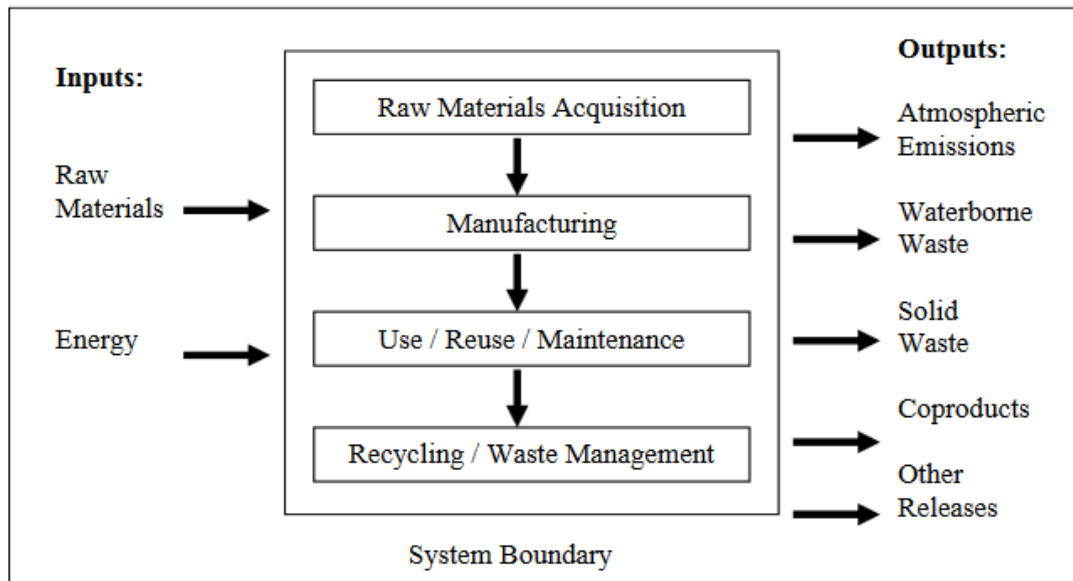 Inputs:
Raw
Materials
Energy
Raw Materials Acquisition
Manufacturing
Use / Reuse / Maintenance
Recycling / Waste Management
System Boundary
Outputs:
Atmospheric
Emissions
Waterborne
Waste
Solid
Waste
Coproducts
Other
Releases